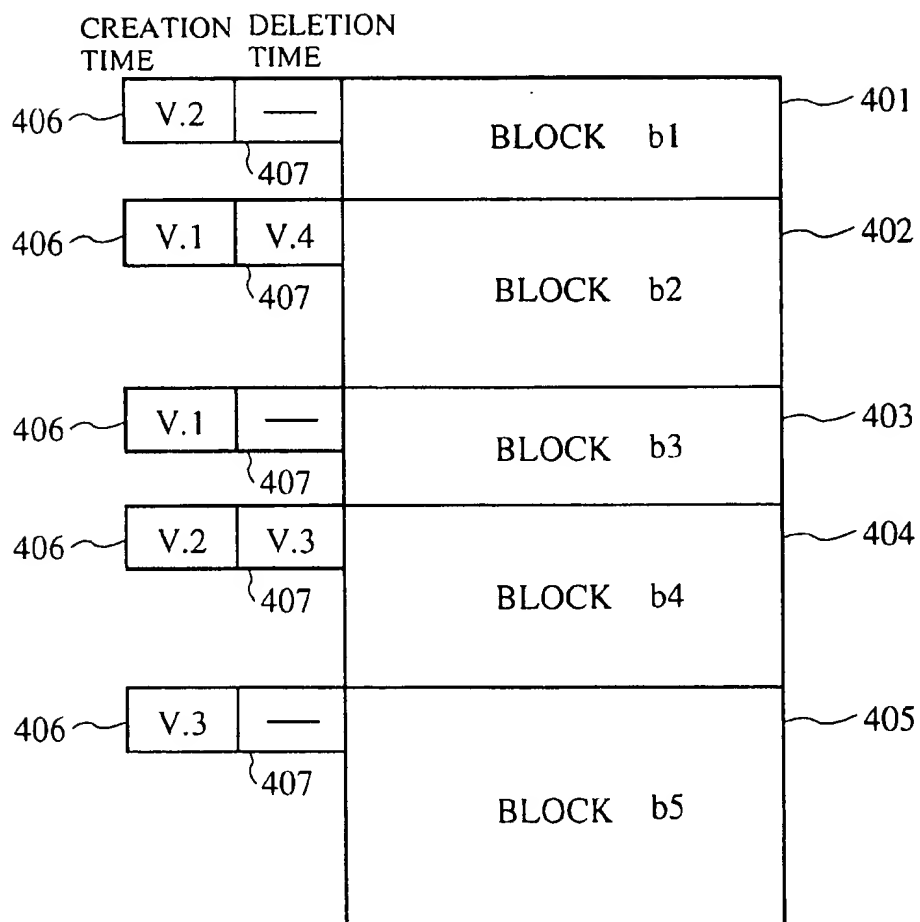 CREATION DELETION
TIME TIME
406 V.2 — BLOCK b1 401
407
406 V.1 V.4 BLOCK b2 402
407
406 V.1 — BLOCK b3 403
407
406 V.2 V.3 BLOCK b4 404
407
406 V.3 — BLOCK b5 405
407